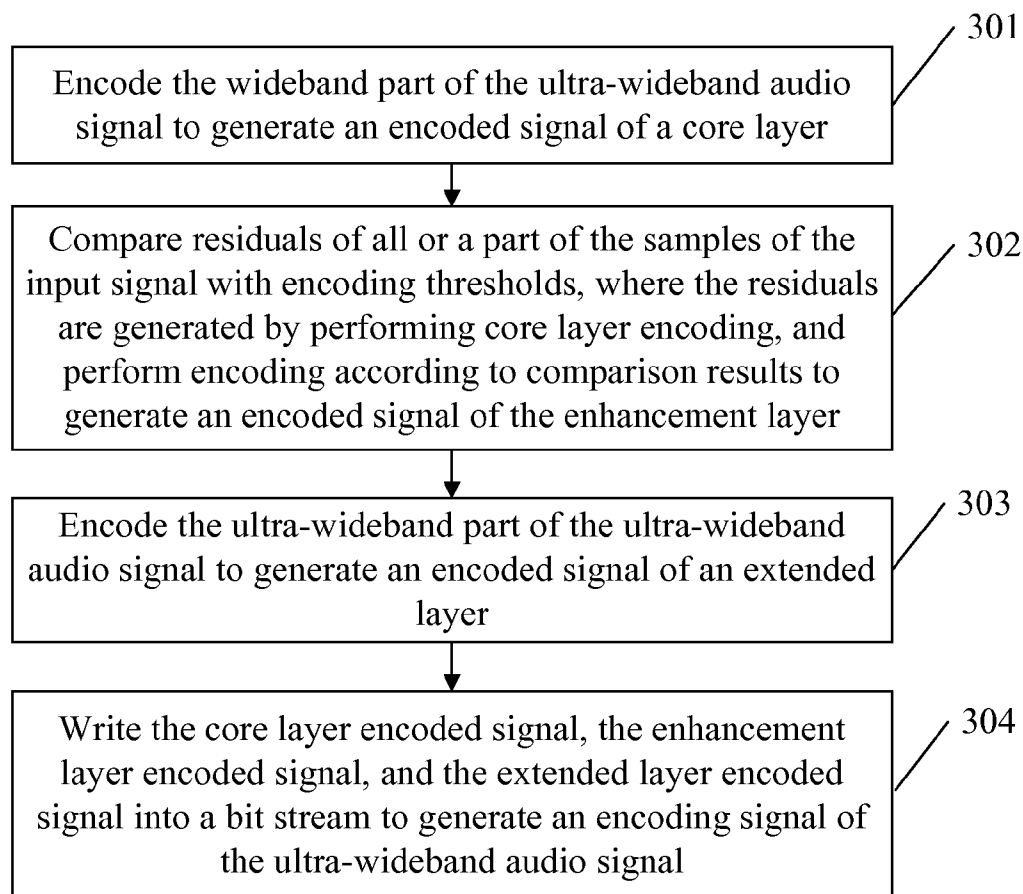 301
Encode the wideband part of the ultra-wideband audio
signal to generate an encoded signal of a core layer
302
Compare residuals of all or a part of the samples of the
input signal with encoding thresholds, where the residuals
are generated by performing core layer encoding, and
perform encoding according to comparison results to
generate an encoded signal of the enhancement layer
303
Encode the ultra-wideband part of the ultra-wideband
audio signal to generate an encoded signal of an extended
layer
304
Write the core layer encoded signal, the enhancement
layer encoded signal, and the extended layer encoded
signal into a bit stream to generate an encoding signal of
the ultra-wideband audio signal